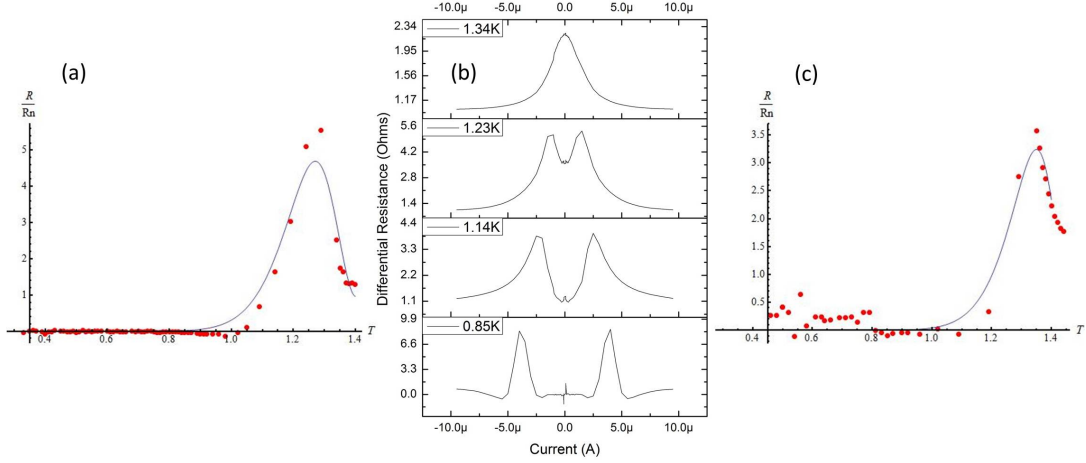 (a)
R
Rn
5
4
3
2
1
0.4 0.6 0.8 1.0 1.2 1.4 T
-10.0μ -5.0μ 0.0 5.0μ 10.0μ
(b)
Differential Resistance (Ohms)
2.34
1.95
1.56
1.17
1.34K
5.6
4.2
2.8
1.4
1.23K
4.4
3.3
2.2
1.1
1.14K
9.9
6.6
3.3
0.0
0.85K
-10.0μ -5.0μ 0.0 5.0μ 10.0μ
Current (A)
(c)
R
Rn
3.5
3.0
2.5
2.0
1.5
1.0
0.5
0.4 0.6 0.8 1.0 1.2 1.4 T